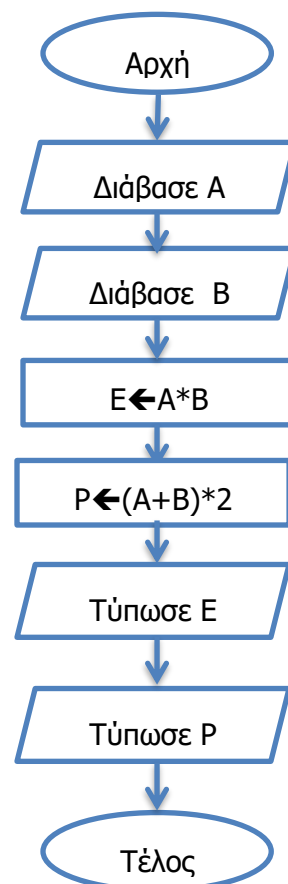 Αρχή
Διάβασε Α
Διάβασε Β
Ε🡸Α*Β
Ρ🡸(Α+Β)*2
Τύπωσε Ε
Τύπωσε Ρ
Τέλος